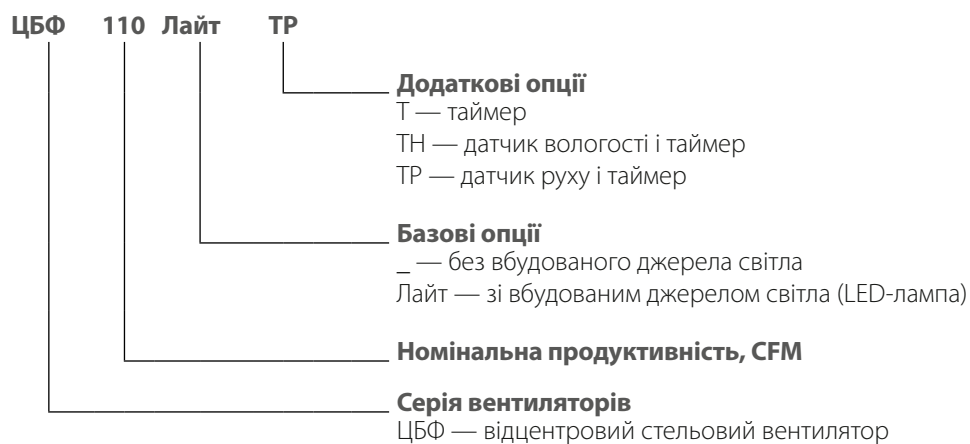 ЦБФ 110 Лайт ТР
Додаткові опції
Т — таймер
ТН — датчик вологості і таймер
ТР — датчик руху і таймер
Базові опції
_ — без вбудованого джерела світла
Лайт — зі вбудованим джерелом світла (LED-лампа)
Номінальна продуктивність, CFM
Серія вентиляторів
ЦБФ — відцентровий стельовий вентилятор